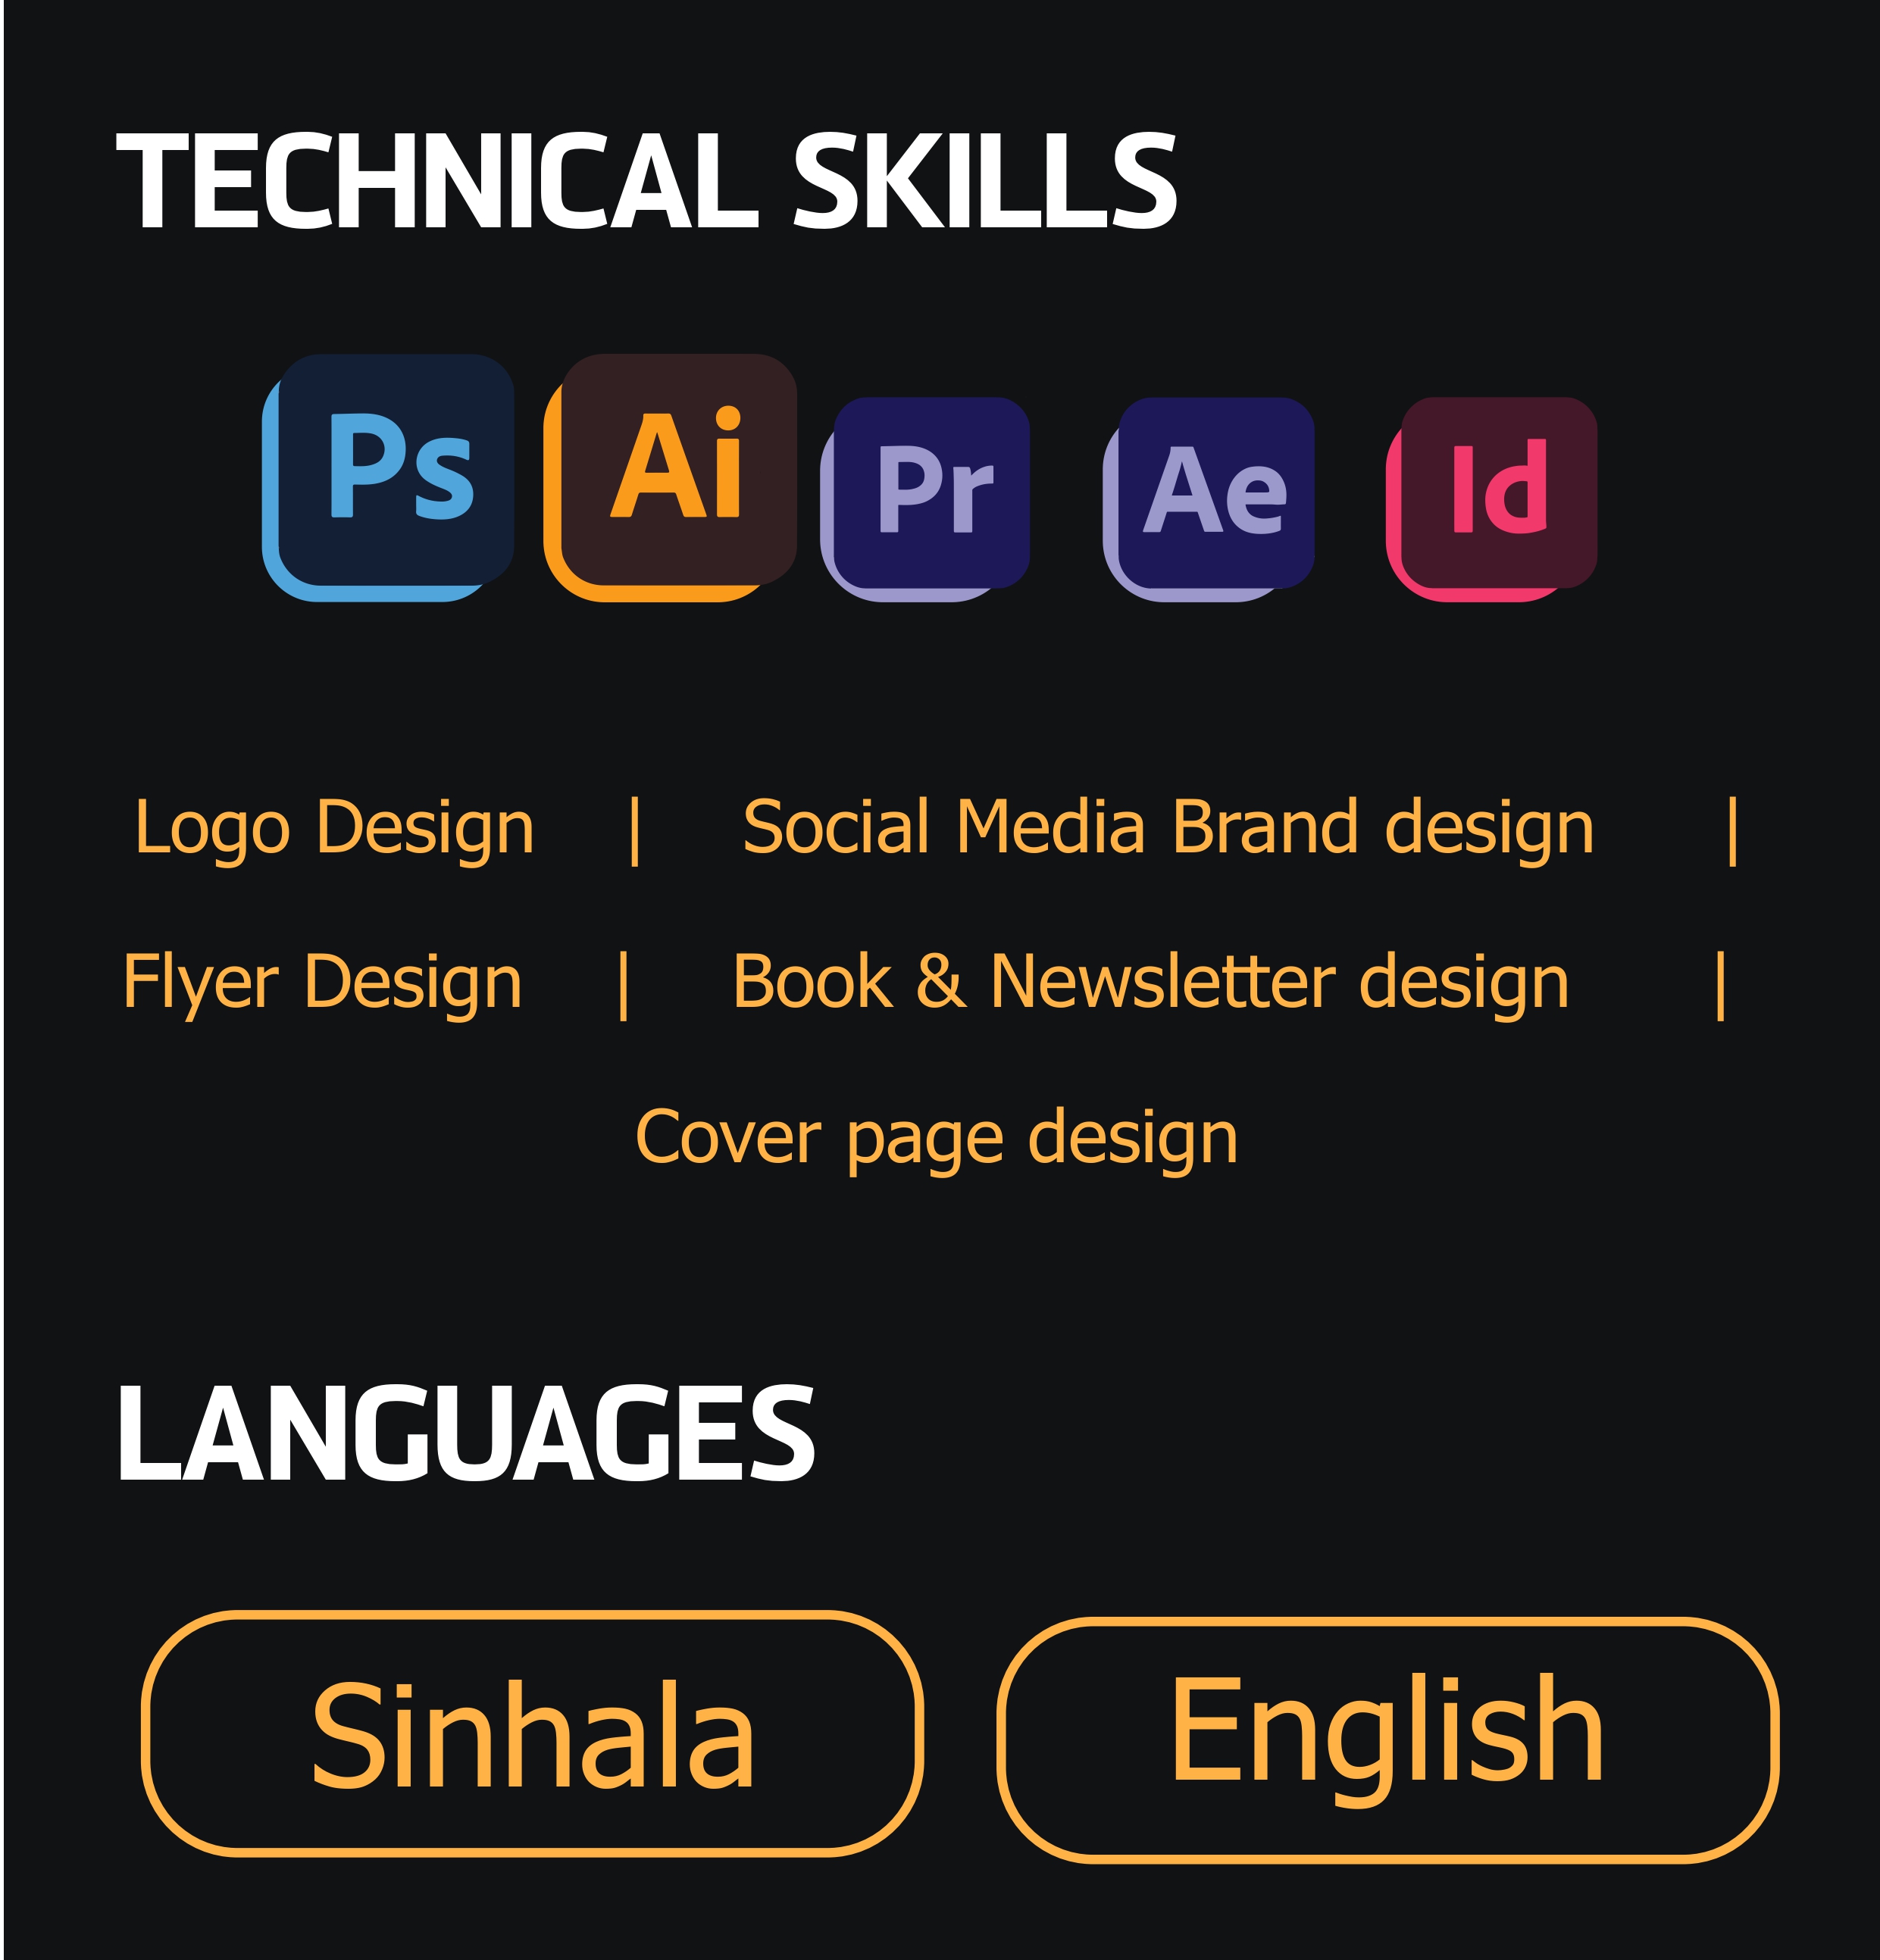 TECHNICAL SKILLS
Ps Ai Pr Ae Id
Logo Design | Social Media Brand design |
Flyer Design | Book & Newsletter design |
Cover page design
LANGUAGES
Sinhala English